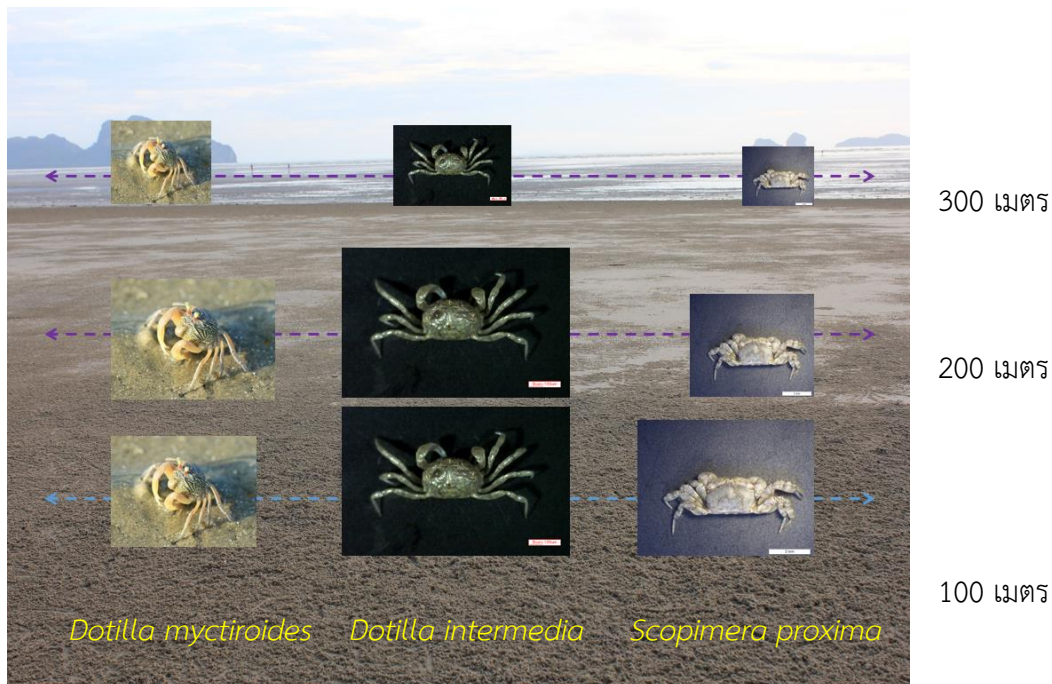 300 เมตร
200 เมตร
100 เมตร
Dotilla myctiroides
Dotilla intermedia
Scopimera proxima